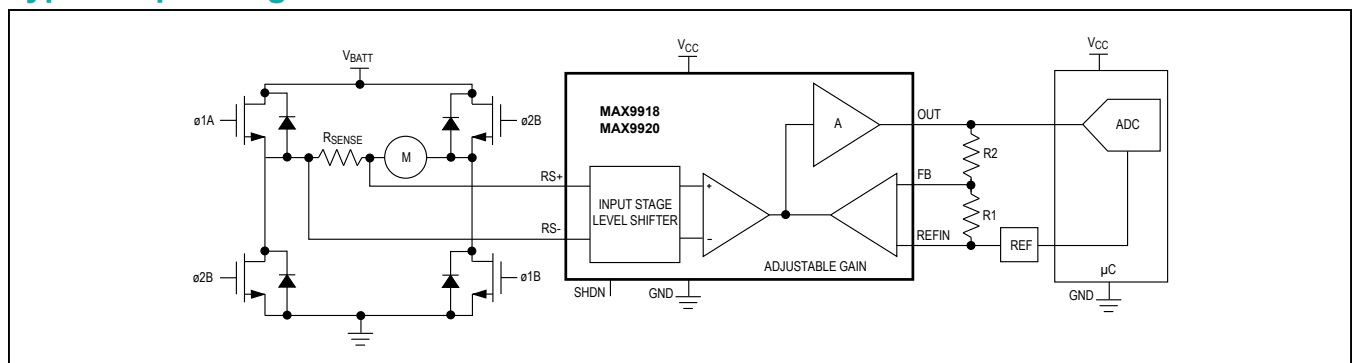 VBATT
ø1A
ø2B
RSENSE
M
ø2B
ø1B
VCC
MAX9918
MAX9920
RS+
RS-
INPUT STAGE
LEVEL SHIFTER
+
−
A
ADJUSTABLE GAIN
SHDN
GND
OUT
FB
REFIN
R2
R1
REF
VCC
ADC
µC
GND